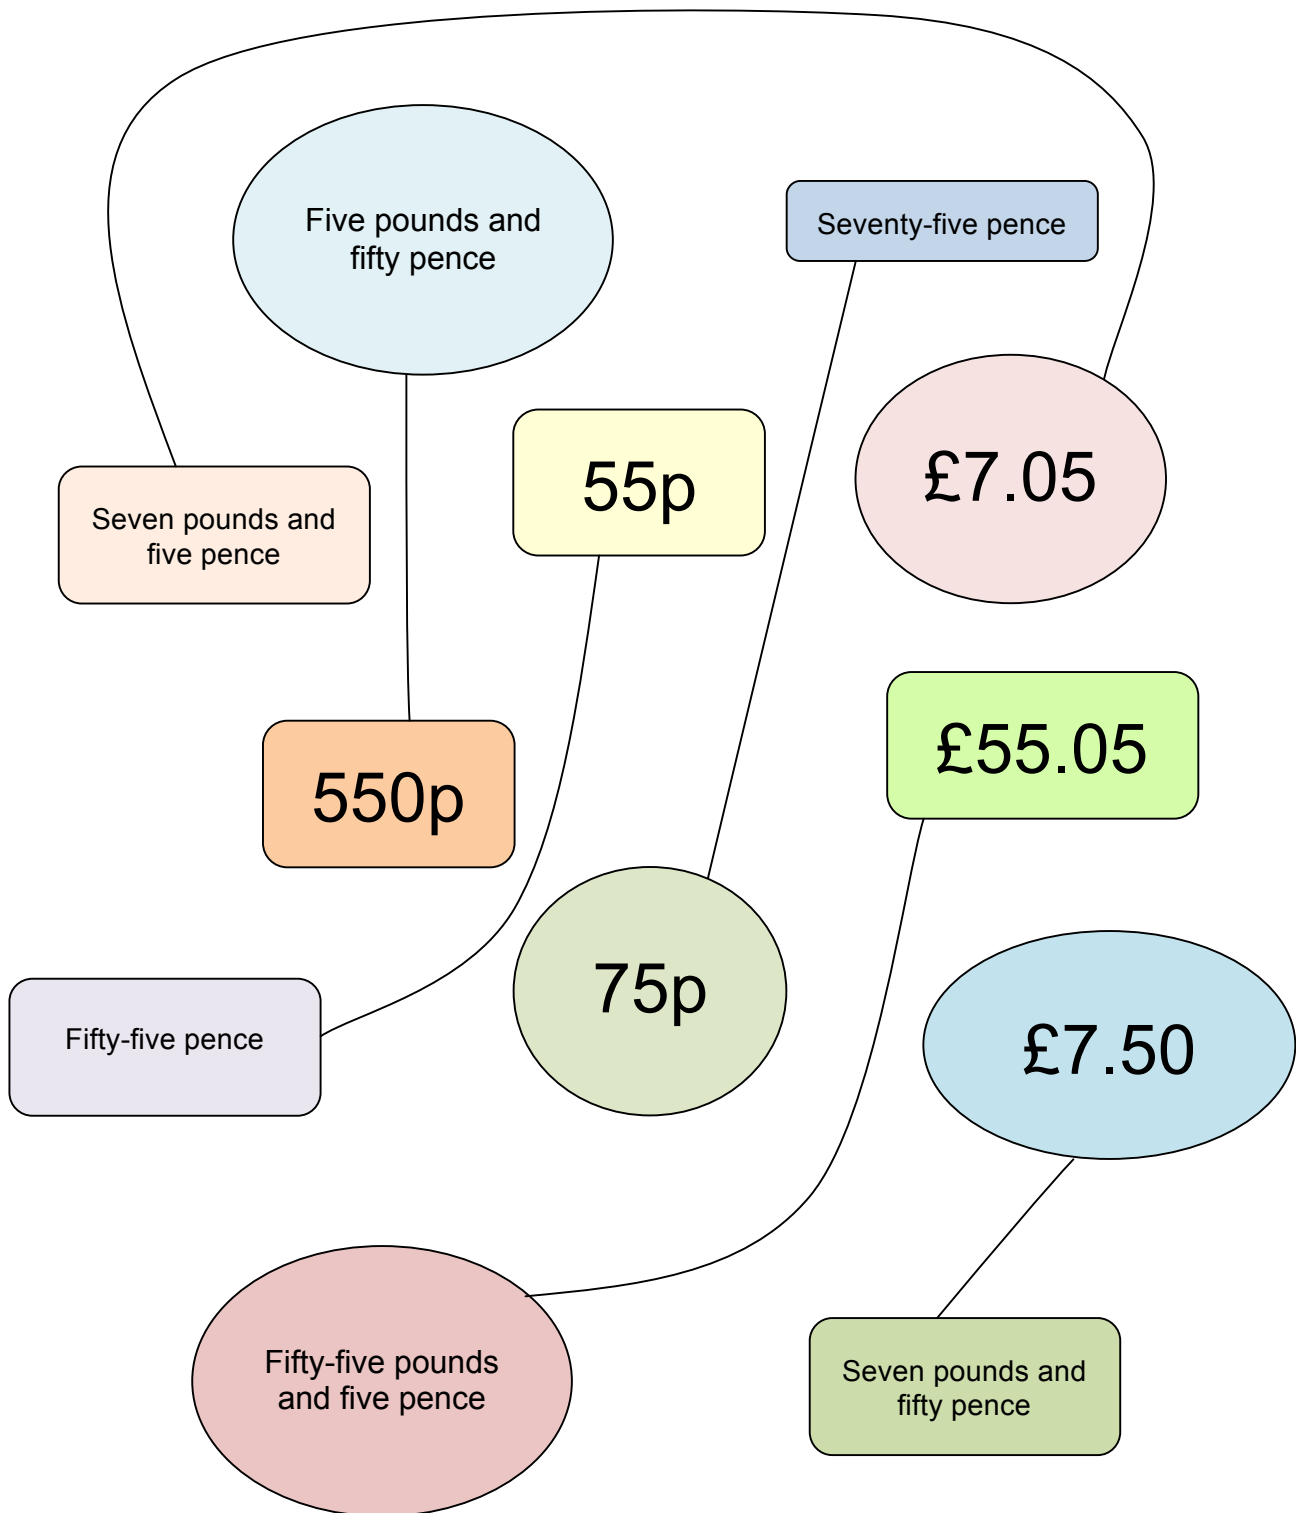 Five pounds and
fifty pence
Seventy-five pence
55p
£7.05
Seven pounds and
five pence
£55.05
550p
75p
Fifty-five pence
£7.50
Fifty-five pounds
and five pence
Seven pounds and
fifty pence